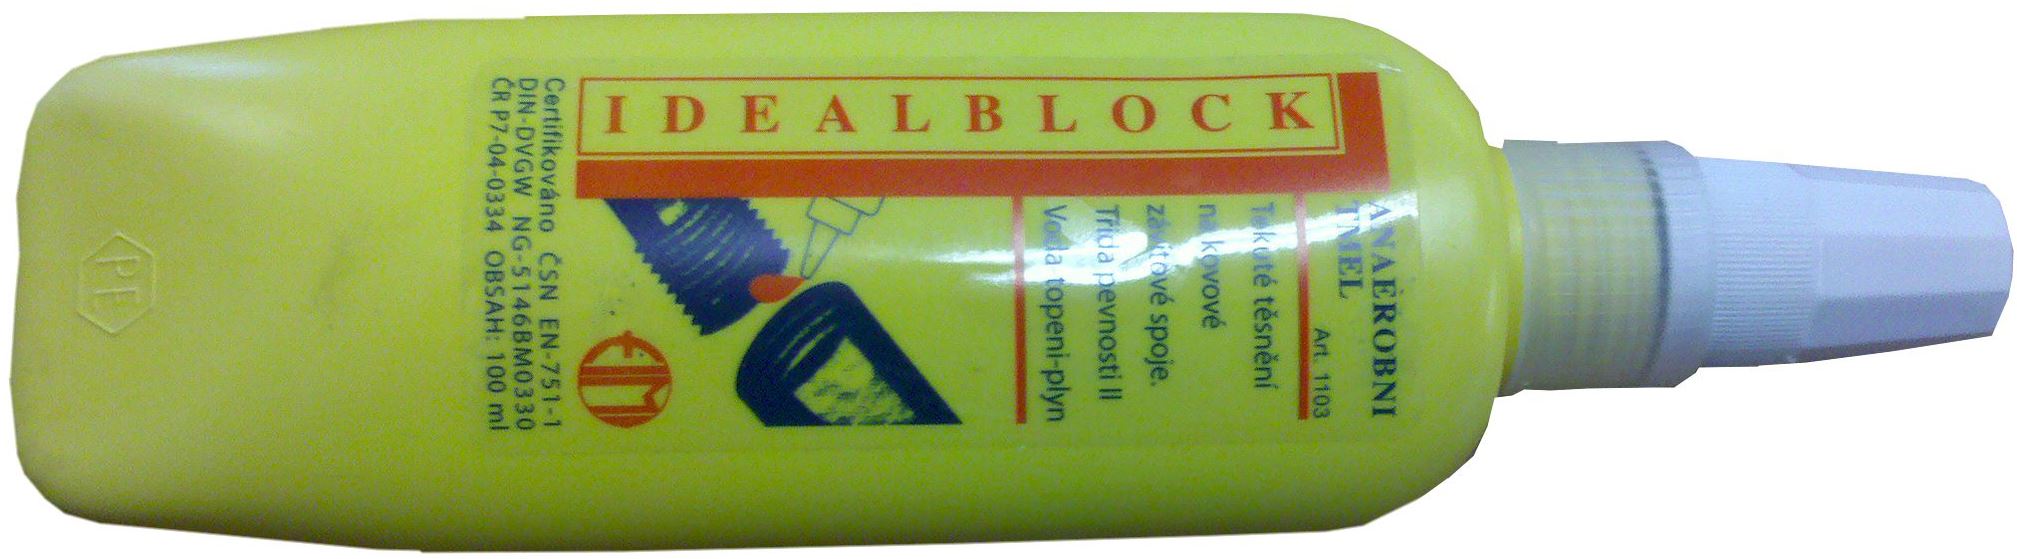 IDEALBLOCK
ANAEROBNI
TMEL
Art. 1103
Tekuté těsnění
na kovové
závitové spoje.
Třída pevnosti II
Voda topeni-plyn
Certifikováno ČSN EN-751-1
DIN-DVGW NG-5146BM0330
ČR P7-04-0334 OBSAH: 100 ml
PE